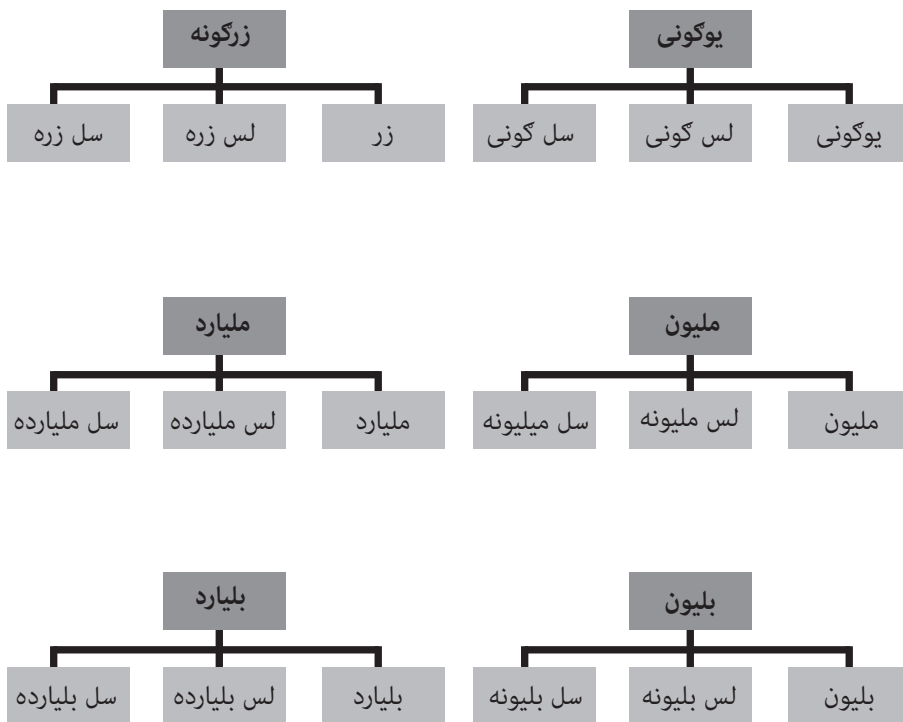 یوګونی
یوګونی
لس ګونی
سل ګونی
زرګونه
زر
لس زره
سل زره
ملیون
ملیون
لس ملیونه
سل میلیونه
ملیارد
ملیارد
لس ملیارده
سل ملیارده
بلیون
بلیون
لس بلیونه
سل بلیونه
بلیارد
بلیارد
لس بلیارده
سل بلیارده